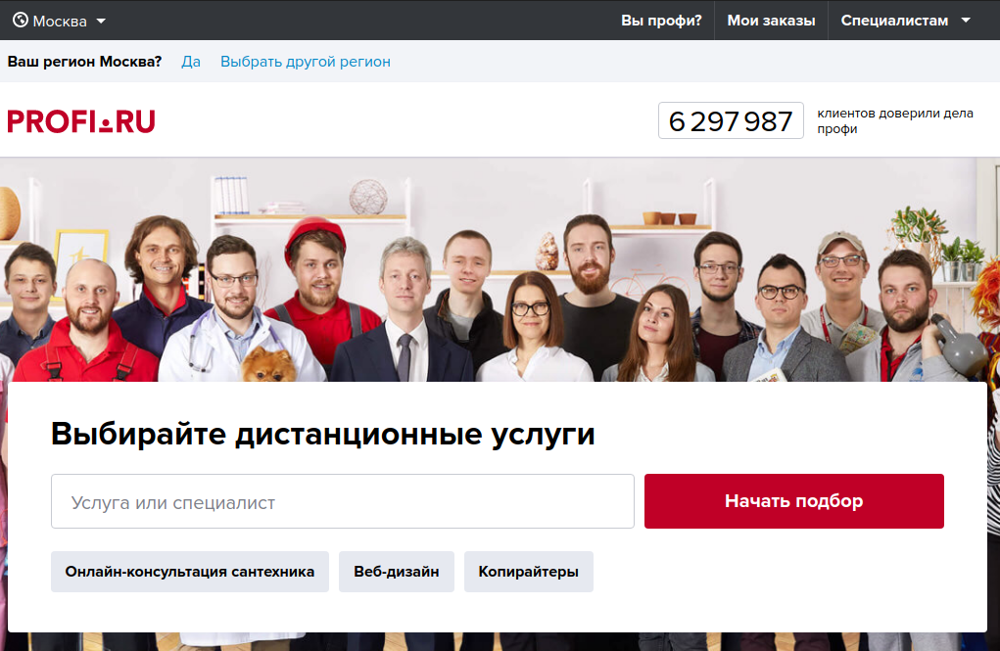 Москва
Вы профи?
Мои заказы
Специалистам
Ваш регион Москва? Да Выбрать другой регион
PROFI.RU
6 297 987
клиентов доверили дела
профи
Выбирайте дистанционные услуги
Услуга или специалист
Начать подбор
Онлайн-консультация сантехника
Веб-дизайн
Копирайтеры